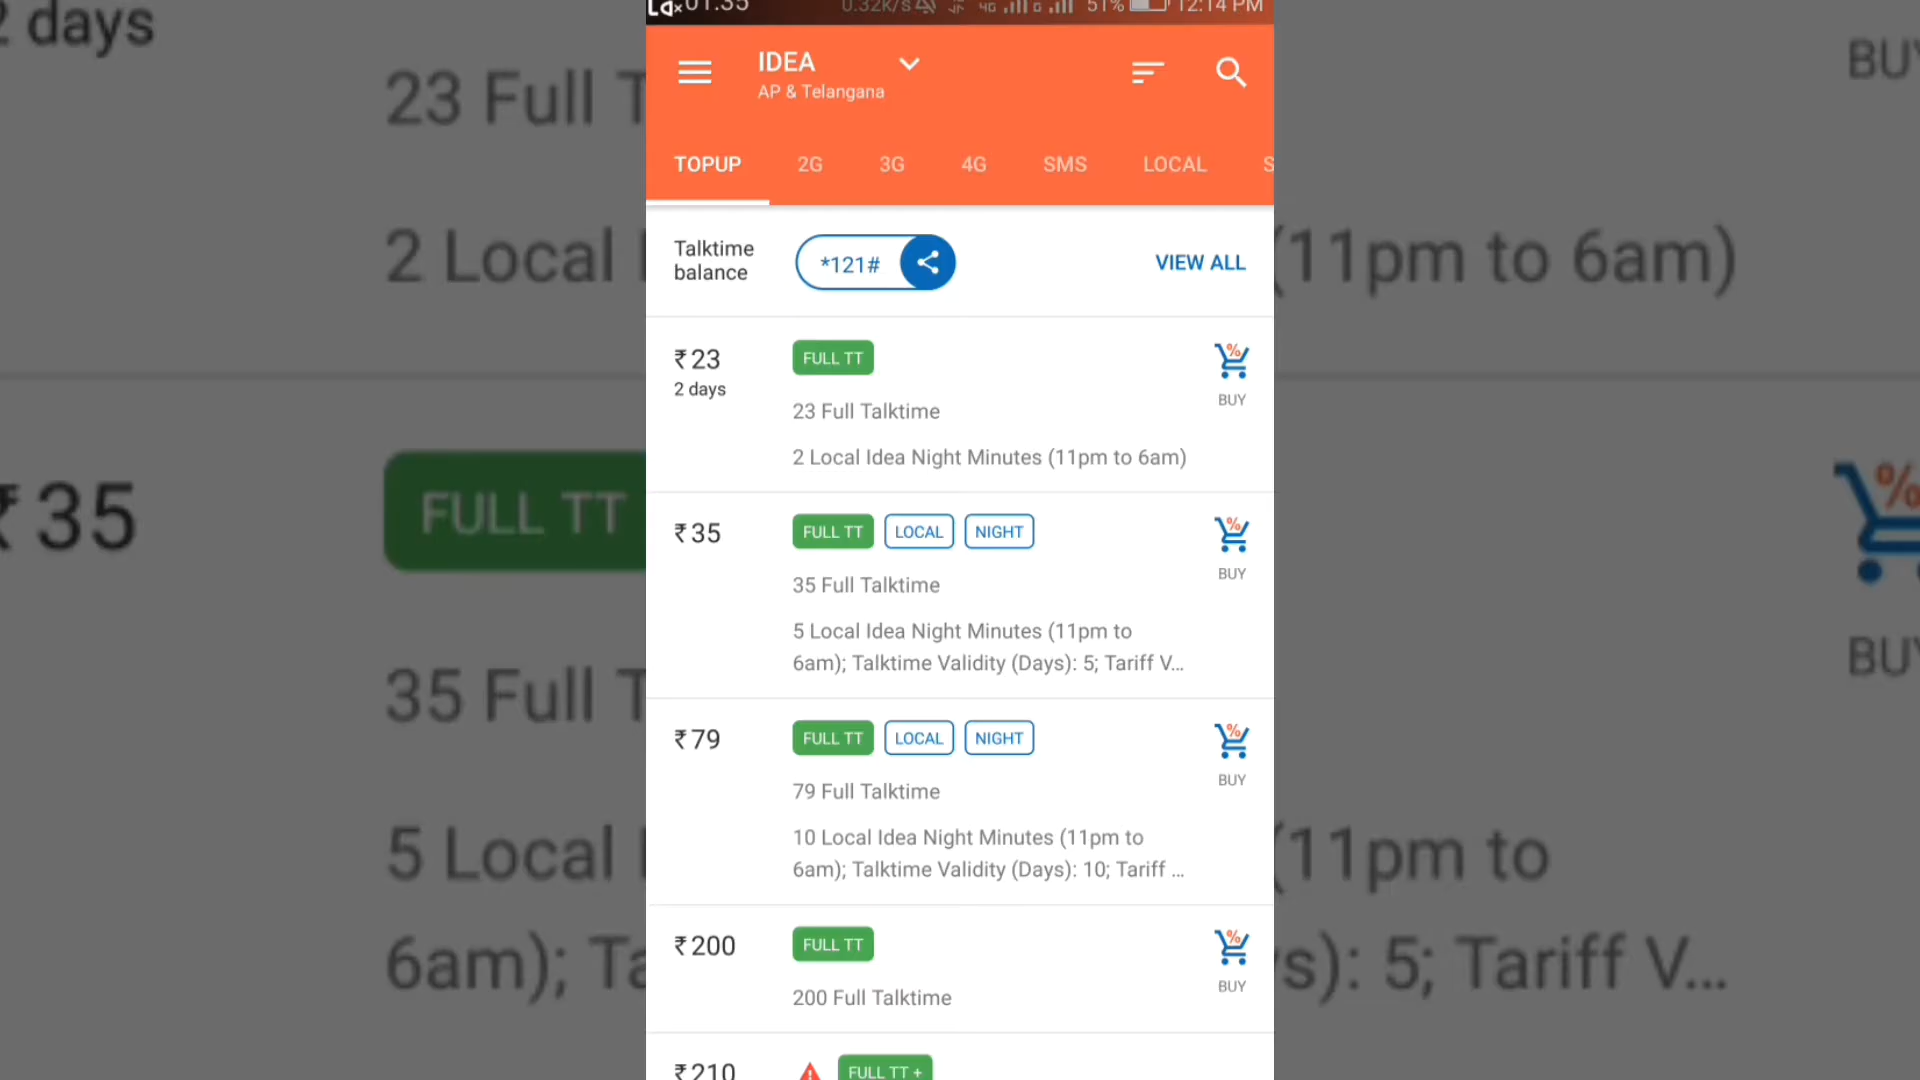 01:35 0.32K/s 4G G 51% 12:14 PM
IDEA
AP & Telangana
TOPUP 2G 3G 4G SMS LOCAL S
Talktime
balance
*121#
VIEW ALL
₹23
2 days
FULL TT
23 Full Talktime
2 Local Idea Night Minutes (11pm to 6am)
%
BUY
₹35
FULL TT LOCAL NIGHT
35 Full Talktime
5 Local Idea Night Minutes (11pm to
6am); Talktime Validity (Days): 5; Tariff V...
%
BUY
₹79
FULL TT LOCAL NIGHT
79 Full Talktime
10 Local Idea Night Minutes (11pm to
6am); Talktime Validity (Days): 10; Tariff ...
%
BUY
₹200
FULL TT
200 Full Talktime
%
BUY
₹210
FULL TT +
2 days
23 Full T
2 Local
(11pm to 6am)
BUY
₹35
FULL TT
35 Full T
5 Local
(11pm to
6am); Ta
s): 5; Tariff V...
%
BUY